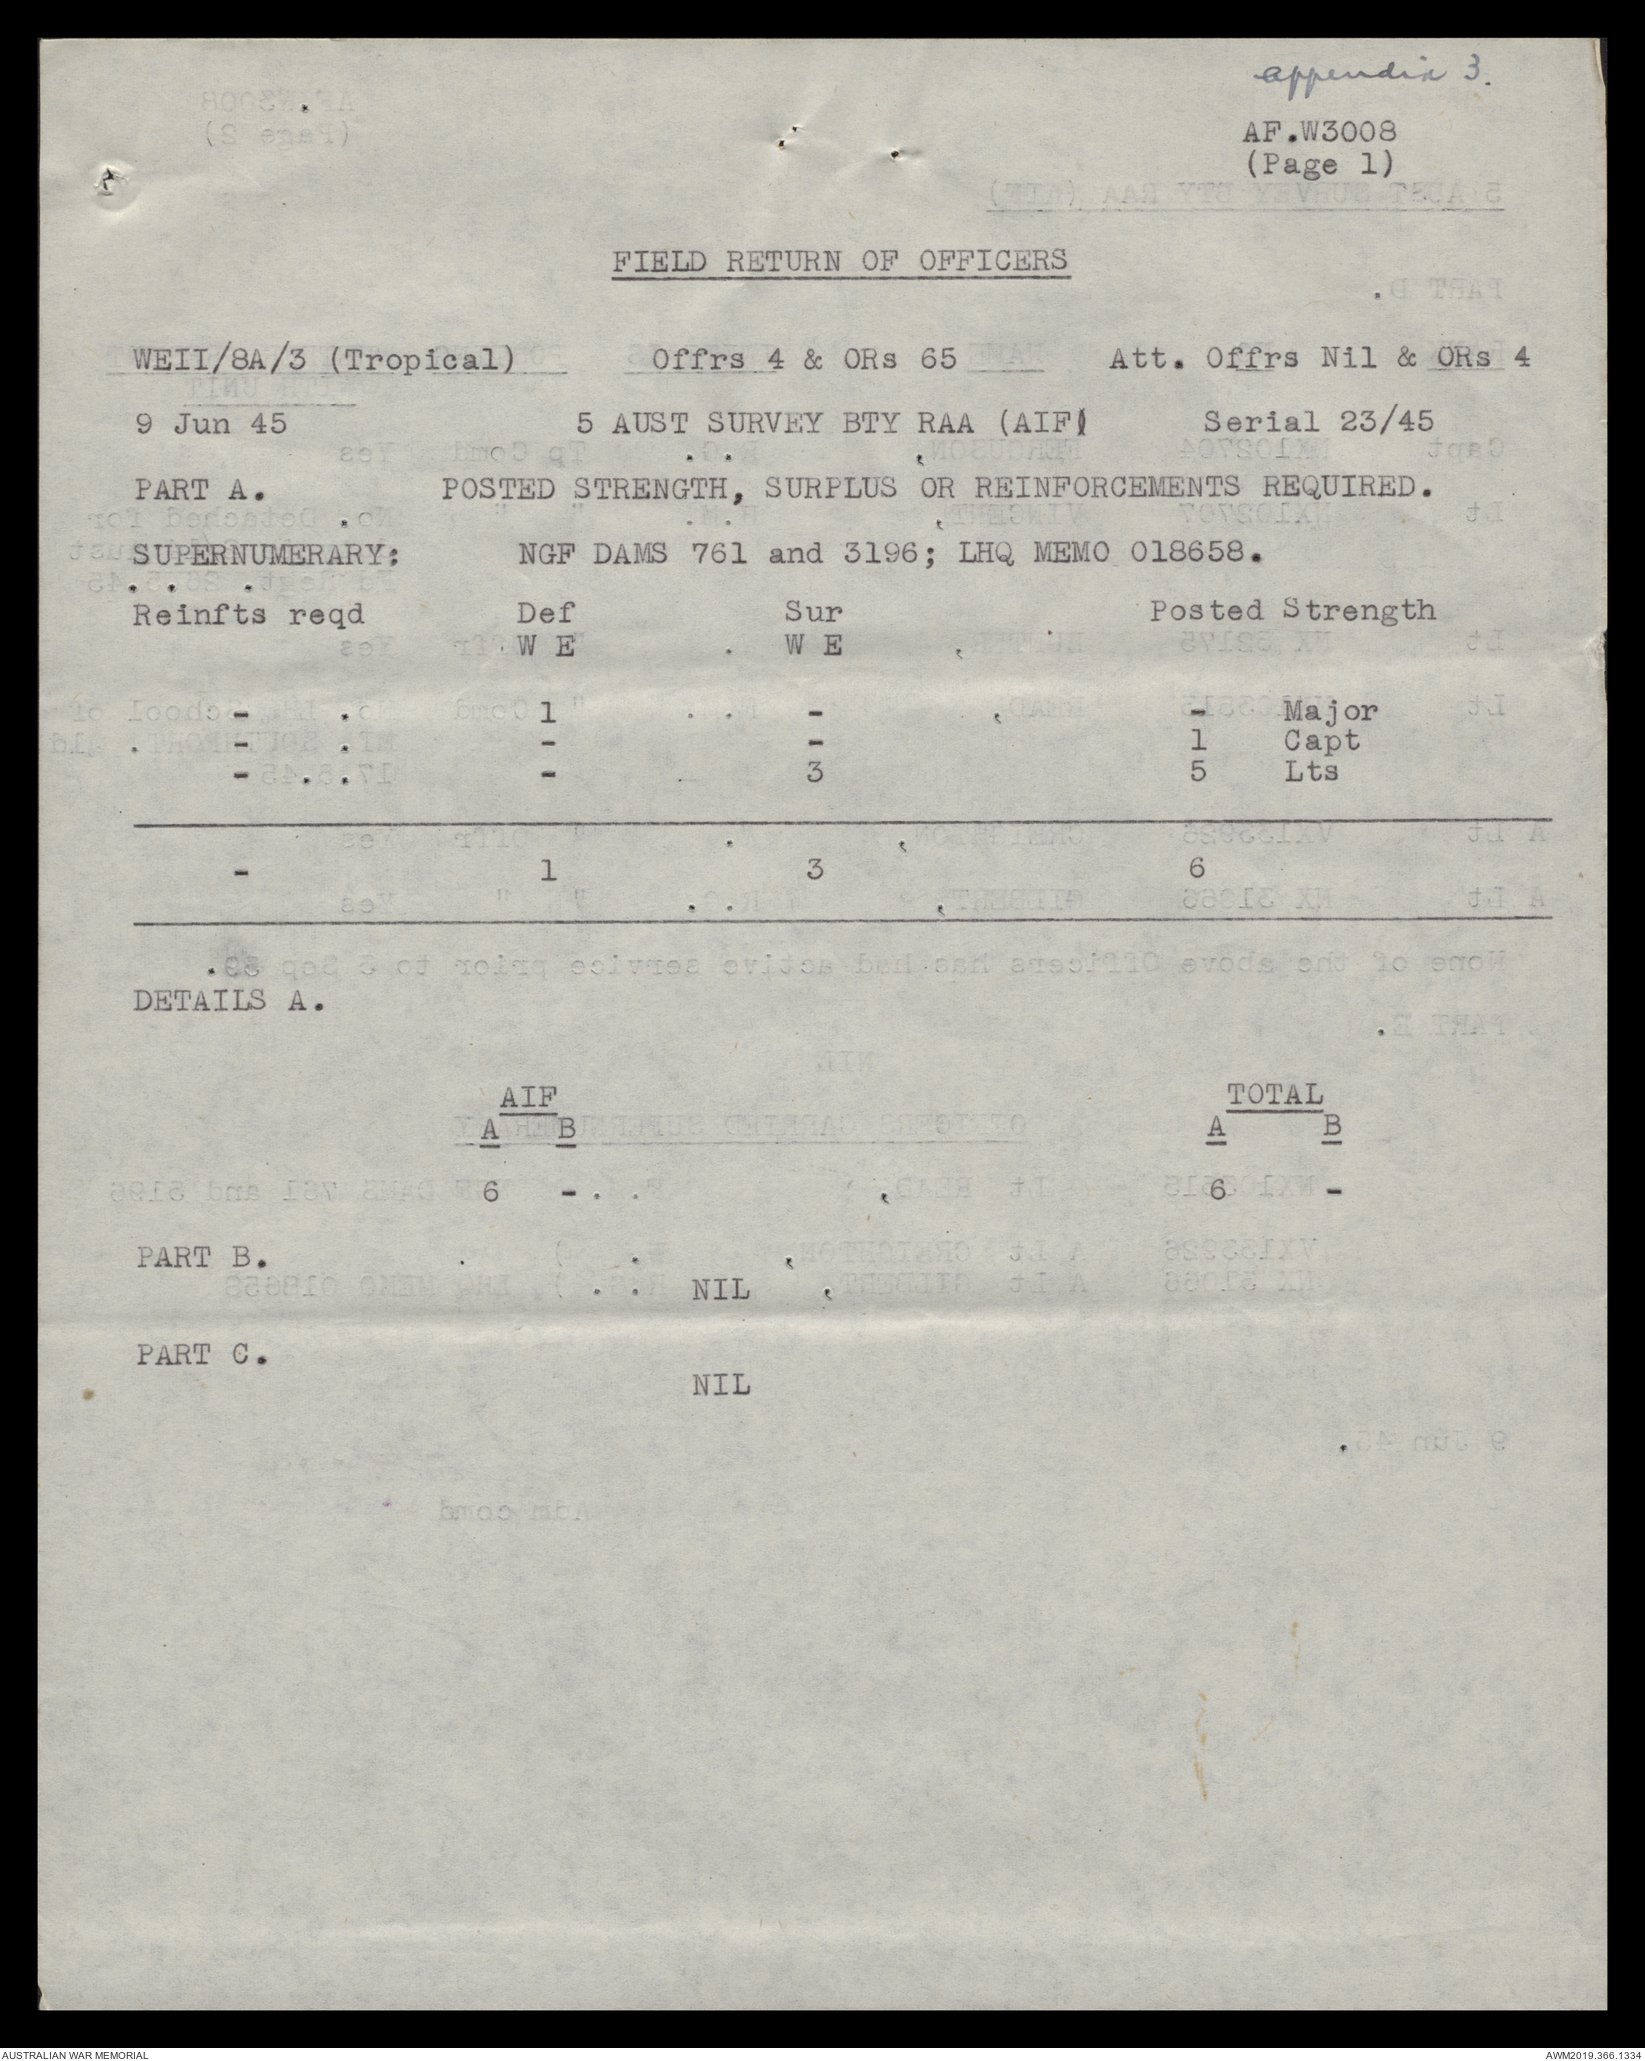 appendix 3.
AF.W3008
(Page 1)
FIELD RETURN OF OFFICERS
WEII/8A/3 (Tropical) Offrs 4 & ORs 65 Att. Offrs Nil & ORs 4
9 Jun 45 5 AUST SURVEY BTY RAA (AIF) Serial 23/45
PART A. POSTED STRENGTH, SURPLUS OR REINFORCEMENTS REQUIRED.
SUPERNUMERARY: NGF DAMS 761 and 3196; LHQ MEMO 018658.
Reinfts reqd Def Sur Posted Strength
W E W E
- 1 - - Major
- - - 1 Capt
- - 3 5 Lts
- 1 3 6
DETAILS A.
AIF TOTAL
A B A B
6 - 6 -
PART B.
NIL
PART C.
NIL
AUSTRALIAN WAR MEMORIAL AWM2019.366.1334